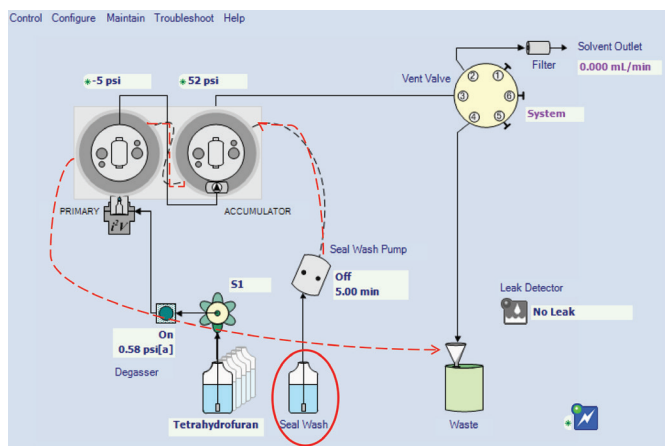 Control Configure Maintain Troubleshoot Help
-5 psi
52 psi
Vent Valve
Solvent Outlet
Filter
0.000 mL/min
2
1
3
6
4
5
System
PRIMARY
i²V
ACCUMULATOR
Seal Wash Pump
Off
5.00 min
S1
Leak Detector
No Leak
On
0.58 psi[a]
Degasser
Tetrahydrofuran
Seal Wash
Waste